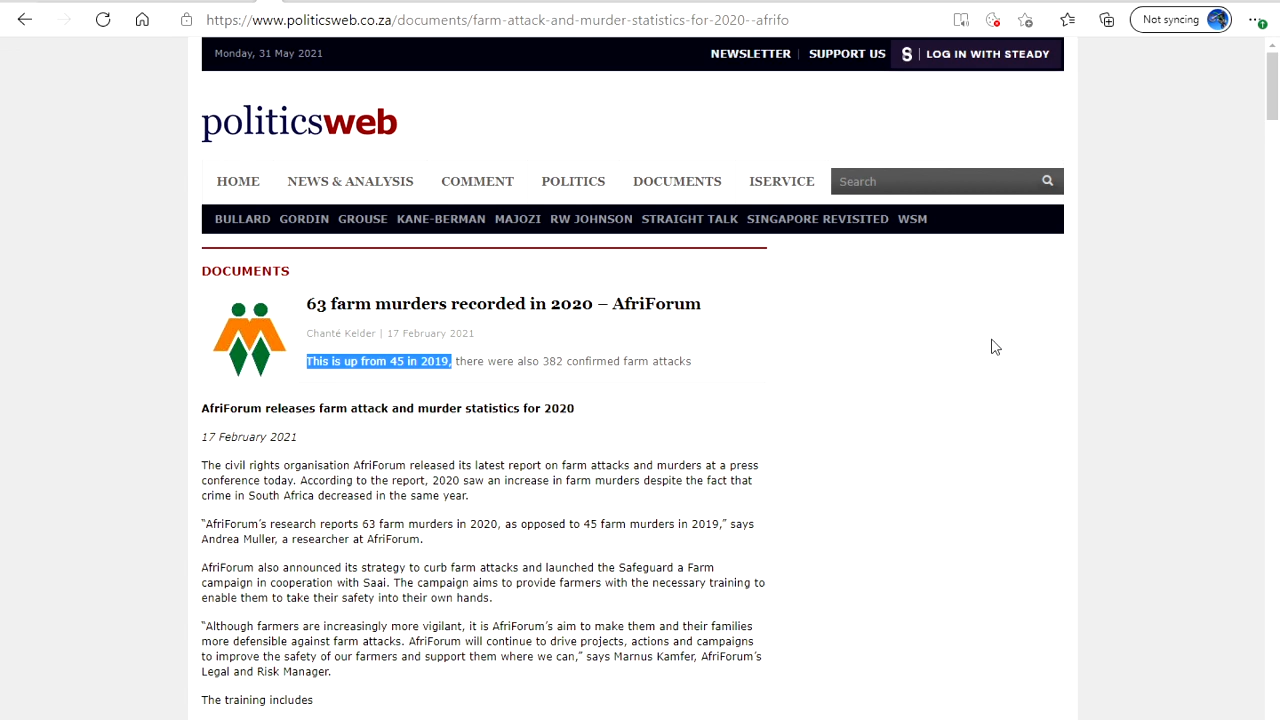 https://www.politicsweb.co.za/documents/farm-attack-and-murder-statistics-for-2020--afrifo
Not syncing
Monday, 31 May 2021
NEWSLETTER SUPPORT US S LOG IN WITH STEADY
politicsweb
HOME NEWS & ANALYSIS COMMENT POLITICS DOCUMENTS ISERVICE Search
BULLARD GORDIN GROUSE KANE-BERMAN MAJOZI RW JOHNSON STRAIGHT TALK SINGAPORE REVISITED WSM
DOCUMENTS
63 farm murders recorded in 2020 – AfriForum
Chanté Kelder | 17 February 2021
This is up from 45 in 2019, there were also 382 confirmed farm attacks
AfriForum releases farm attack and murder statistics for 2020
17 February 2021
The civil rights organisation AfriForum released its latest report on farm attacks and murders at a press
conference today. According to the report, 2020 saw an increase in farm murders despite the fact that
crime in South Africa decreased in the same year.
“AfriForum’s research reports 63 farm murders in 2020, as opposed to 45 farm murders in 2019,” says
Andrea Muller, a researcher at AfriForum.
AfriForum also announced its strategy to curb farm attacks and launched the Safeguard a Farm
campaign in cooperation with Saai. The campaign aims to provide farmers with the necessary training to
enable them to take their safety into their own hands.
“Although farmers are increasingly more vigilant, it is AfriForum’s aim to make them and their families
more defensible against farm attacks. AfriForum will continue to drive projects, actions and campaigns
to improve the safety of our farmers and support them where we can,” says Marnus Kamfer, AfriForum’s
Legal and Risk Manager.
The training includes